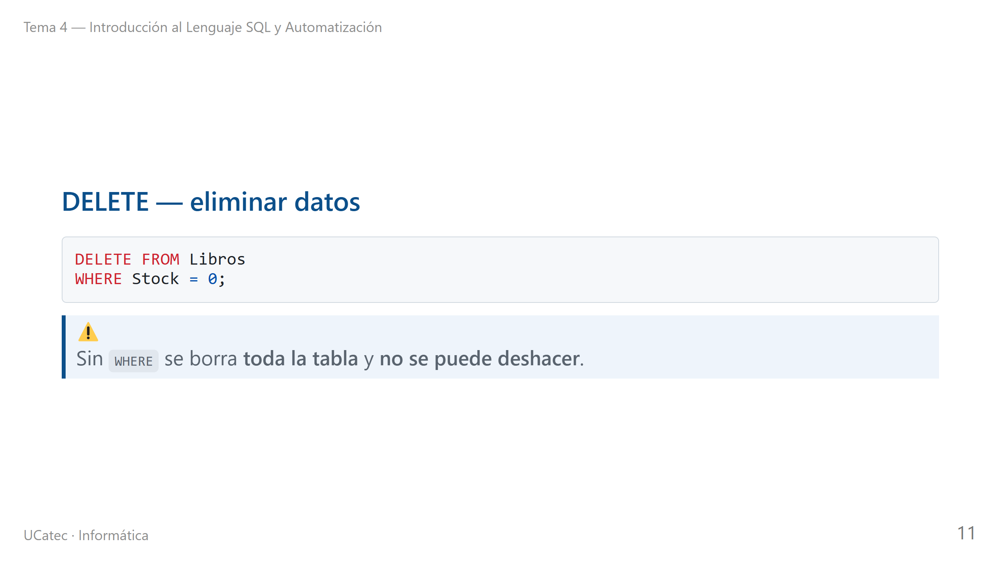 Tema 4 — Introducción al Lenguaje SQL y Automatización
DELETE — eliminar datos
DELETE FROM Libros
WHERE Stock = 0;
⚠️
Sin WHERE se borra toda la tabla y no se puede deshacer.
UCatec · Informática
11